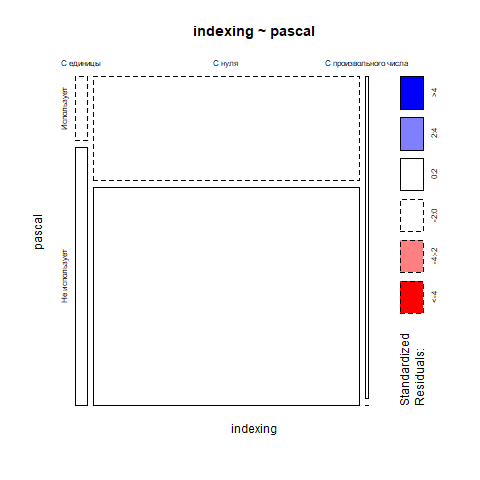 indexing ~ pascal
С единицы
С нуля
С произвольного числа
Использует
Не использует
pascal
indexing
>4
2:4
0:2
-2:0
-4:-2
<-4
Standardized
Residuals: